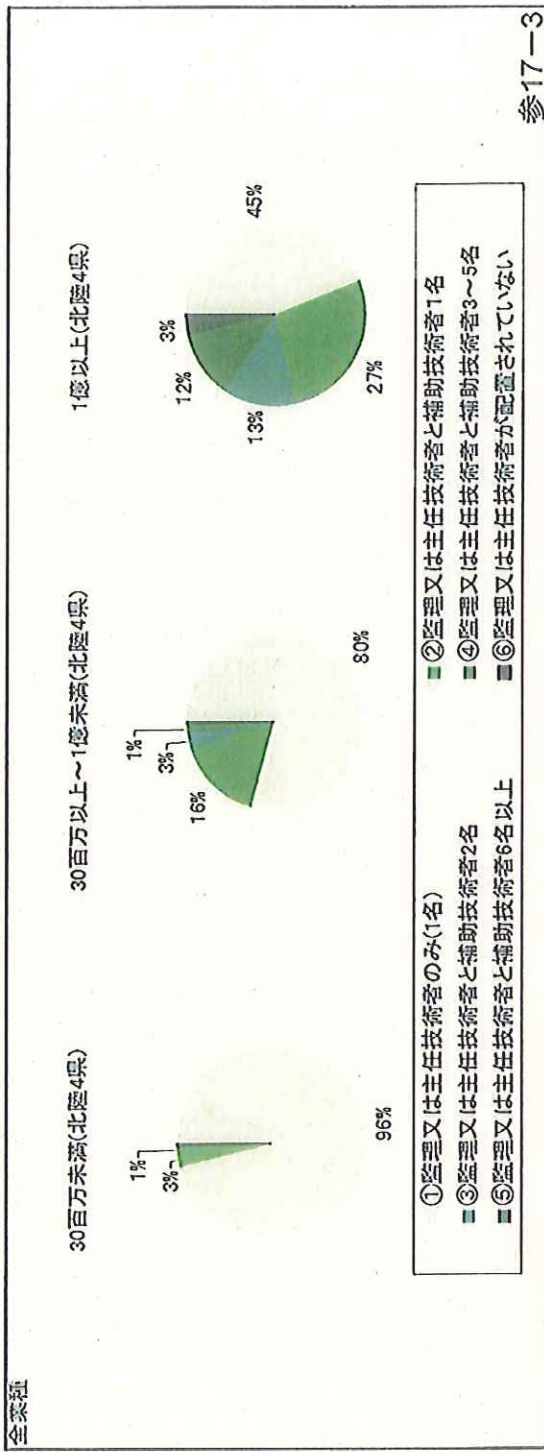 全業種
30百万未満(北陸4県)
1%
3%
96%
30百万以上～1億未満(北陸4県)
1%
3%
16%
80%
1億以上(北陸4県)
3%
12%
13%
27%
45%
①監理又は主任技術者のみ(1名)
②監理又は主任技術者と補助技術者1名
③監理又は主任技術者と補助技術者2名
④監理又は主任技術者と補助技術者3～5名
⑤監理又は主任技術者と補助技術者6名以上
⑥監理又は主任技術者が配置されていない
参17－3